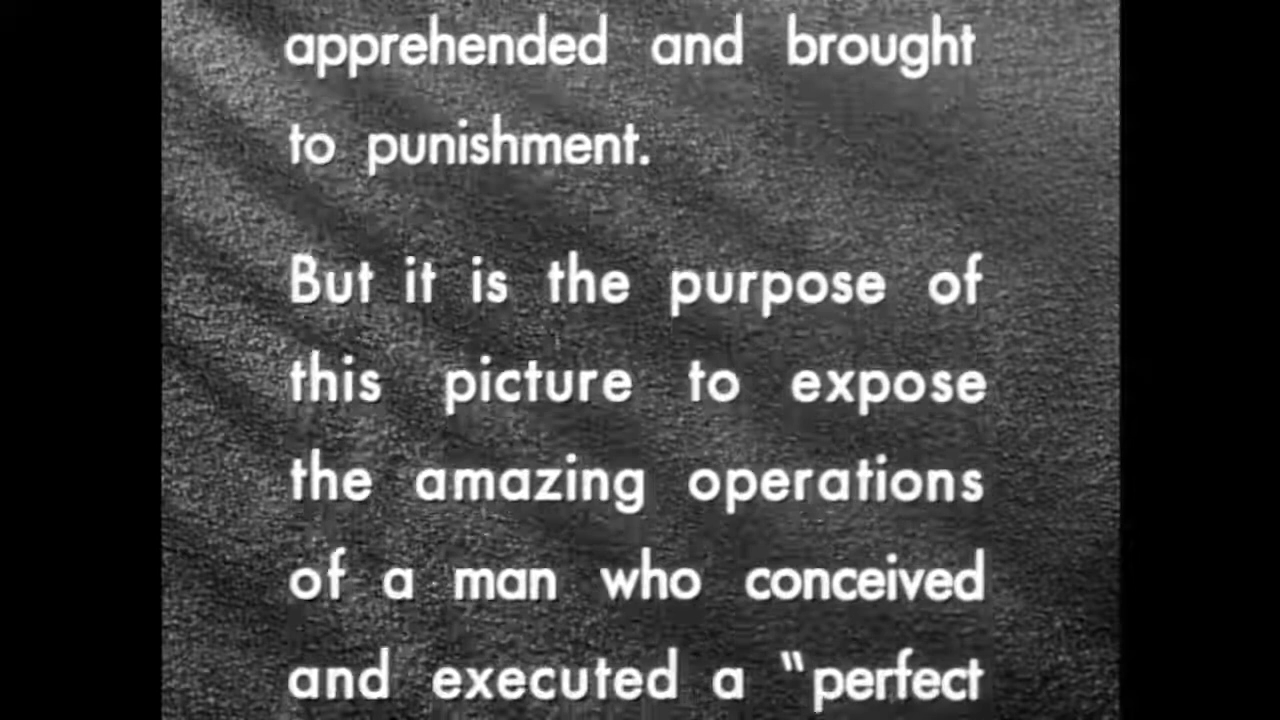 apprehended and brought
to punishment.
But it is the purpose of
this picture to expose
the amazing operations
of a man who conceived
and executed a "perfect